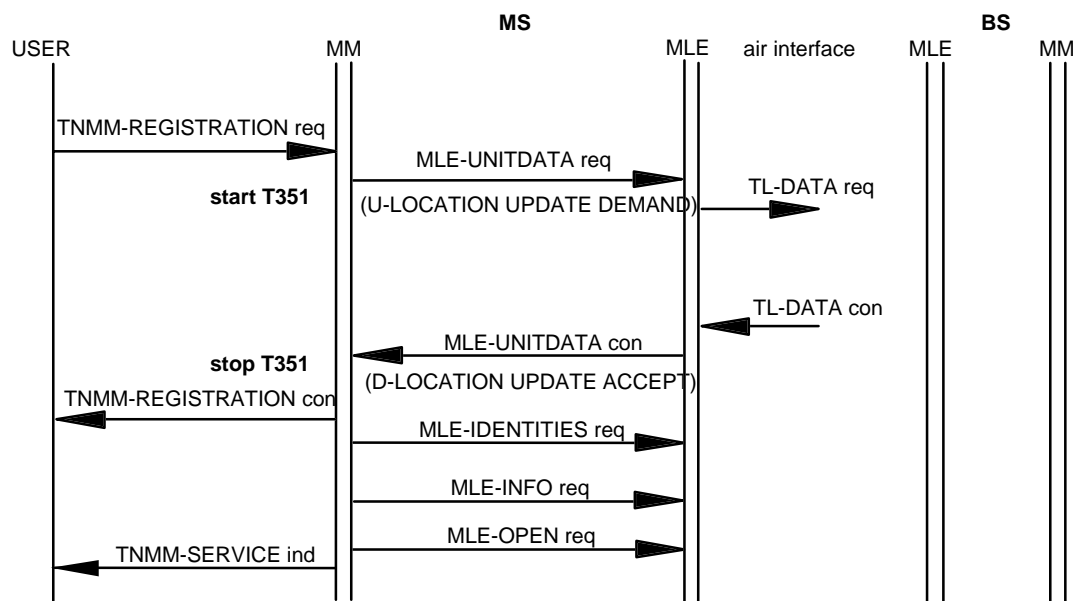 MS BS
USER MM MLE air interface MLE MM
TNMM-REGISTRATION req
MLE-UNITDATA req
TL-DATA req
start T351
(U-LOCATION UPDATE DEMAND)
TL-DATA con
MLE-UNITDATA con
stop T351
(D-LOCATION UPDATE ACCEPT)
TNMM-REGISTRATION con
MLE-IDENTITIES req
MLE-INFO req
MLE-OPEN req
TNMM-SERVICE ind